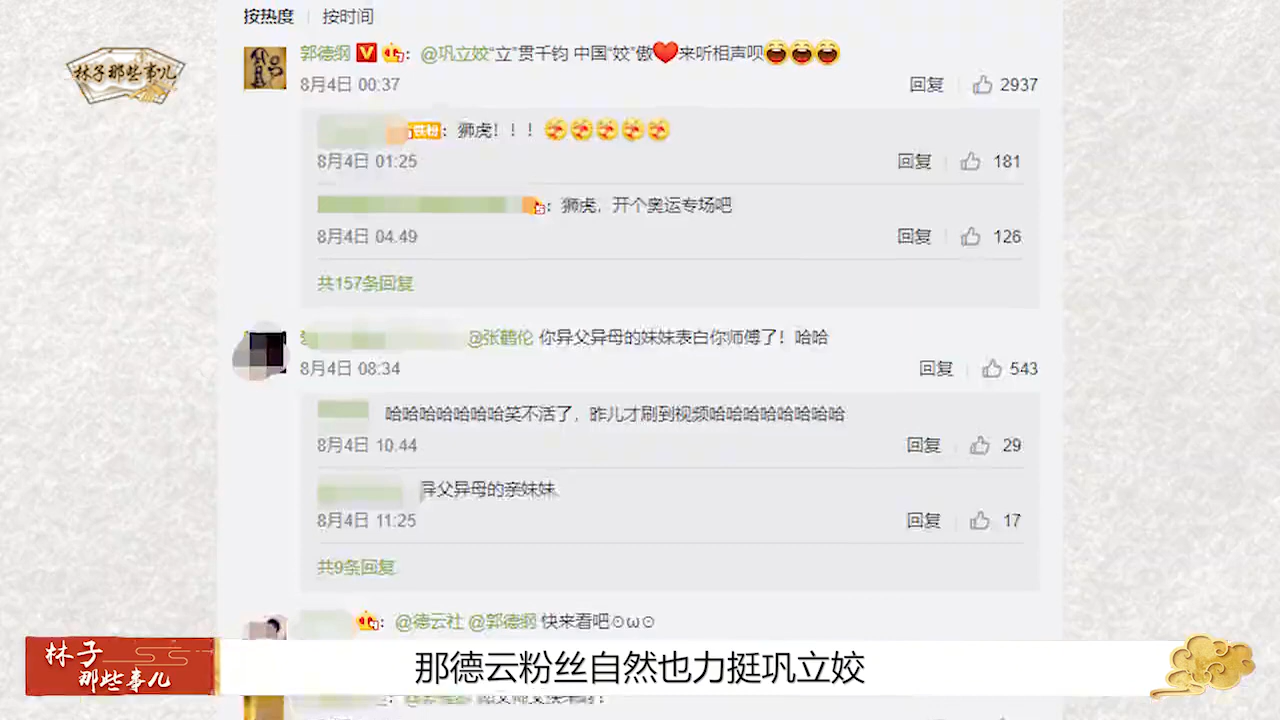 按热度 按时间
林子那些事儿
郭德纲 V : @巩立姣"立"贯千钧 中国"姣"傲❤来听相声呗😄😄😄
8月4日 00:37 回复 2937
铁粉: 狮虎！！！
8月4日 01:25 回复 181
: 狮虎，开个奥运专场吧
8月4日 04:49 回复 126
共157条回复
@张鹤伦 你异父异母的妹妹表白你师傅了！哈哈
8月4日 08:34 回复 543
哈哈哈哈哈哈哈笑不活了，昨儿才刷到视频哈哈哈哈哈哈哈哈
8月4日 10:44 回复 29
异父异母的亲妹妹
8月4日 11:25 回复 17
共9条回复
: @德云社 @郭德纲 快来看吧⊙ω⊙
林子
那些事儿
那德云粉丝自然也力挺巩立姣